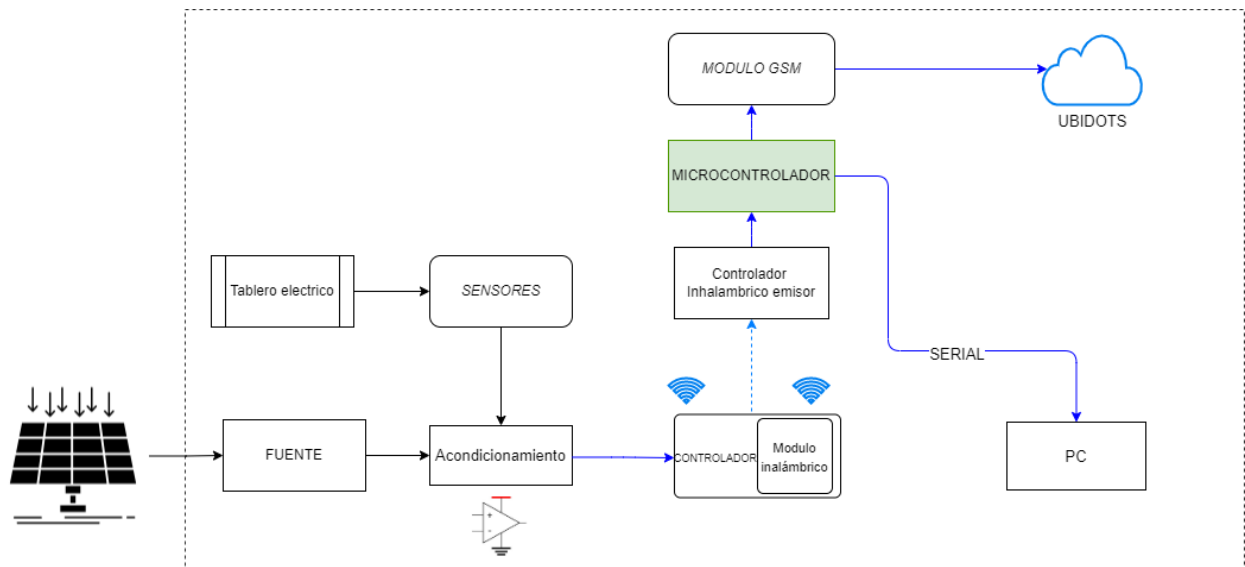 MODULO GSM
UBIDOTS
MICROCONTROLADOR
Controlador
Inhalambrico emisor
Tablero electrico
SENSORES
SERIAL
FUENTE
Acondicionamiento
CONTROLADOR
Modulo
inalámbrico
PC